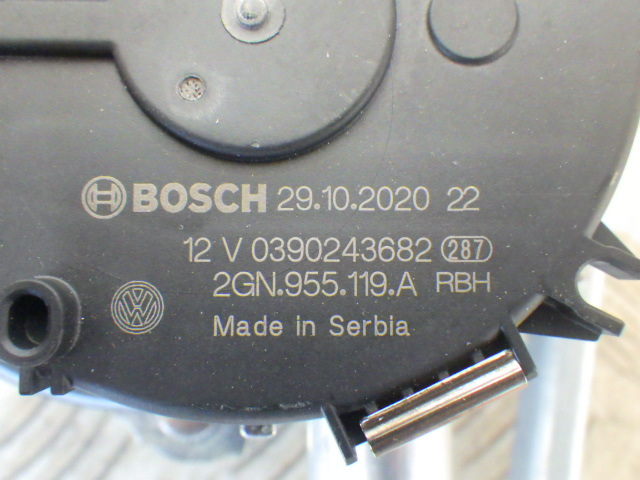 BOSCH 29.10.2020 22
12 V 0390243682 287
2GN.955.119.A RBH
Made in Serbia